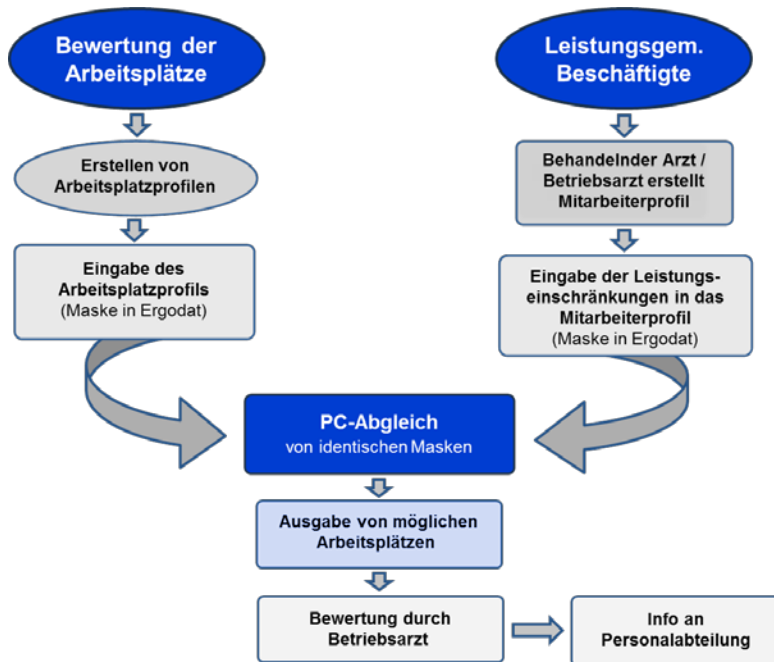 Bewertung der
Arbeitsplätze
Erstellen von
Arbeitsplatzprofilen
Eingabe des
Arbeitsplatzprofils
(Maske in Ergodat)
Leistungsgem.
Beschäftigte
Behandelnder Arzt /
Betriebsarzt erstellt
Mitarbeiterprofil
Eingabe der Leistungs-
einschränkungen in das
Mitarbeiterprofil
(Maske in Ergodat)
PC-Abgleich
von identischen Masken
Ausgabe von möglichen
Arbeitsplätzen
Bewertung durch
Betriebsarzt
Info an
Personalabteilung